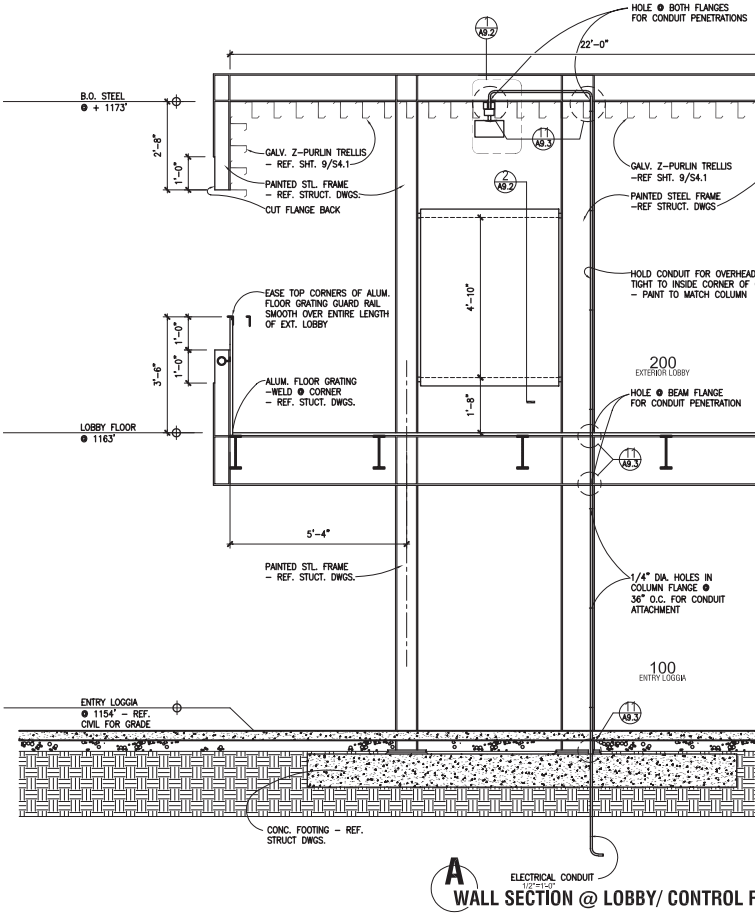 HOLE @ BOTH FLANGES
FOR CONDUIT PENETRATIONS
1
A9.2
22'-0"
B.O. STEEL
@ + 1173'
2'-8"
1'-0"
GALV. Z-PURLIN TRELLIS
- REF. SHT. 9/S4.1
PAINTED STL. FRAME
- REF. STRUCT. DWGS.
CUT FLANGE BACK
11
A9.3
2
A9.2
GALV. Z-PURLIN TRELLIS
-REF SHT. 9/S4.1
PAINTED STEEL FRAME
-REF STRUCT. DWGS
HOLD CONDUIT FOR OVERHEAD
TIGHT TO INSIDE CORNER OF
- PAINT TO MATCH COLUMN
EASE TOP CORNERS OF ALUM.
FLOOR GRATING GUARD RAIL
SMOOTH OVER ENTIRE LENGTH
OF EXT. LOBBY
4'-10"
3'-6"
1'-0"
1'-0"
200
EXTERIOR LOBBY
ALUM. FLOOR GRATING
-WELD @ CORNER
- REF. STUCT. DWGS.
1'-8"
HOLE @ BEAM FLANGE
FOR CONDUIT PENETRATION
LOBBY FLOOR
@ 1163'
11
A9.3
5'-4"
PAINTED STL. FRAME
- REF. STUCT. DWGS.
1/4" DIA. HOLES IN
COLUMN FLANGE @
36" O.C. FOR CONDUIT
ATTACHMENT
100
ENTRY LOGGIA
ENTRY LOGGIA
@ 1154' - REF.
CIVIL FOR GRADE
11
A9.3
CONC. FOOTING - REF.
STRUCT DWGS.
ELECTRICAL CONDUIT
A
1/2"=1'-0"
WALL SECTION @ LOBBY/ CONTROL